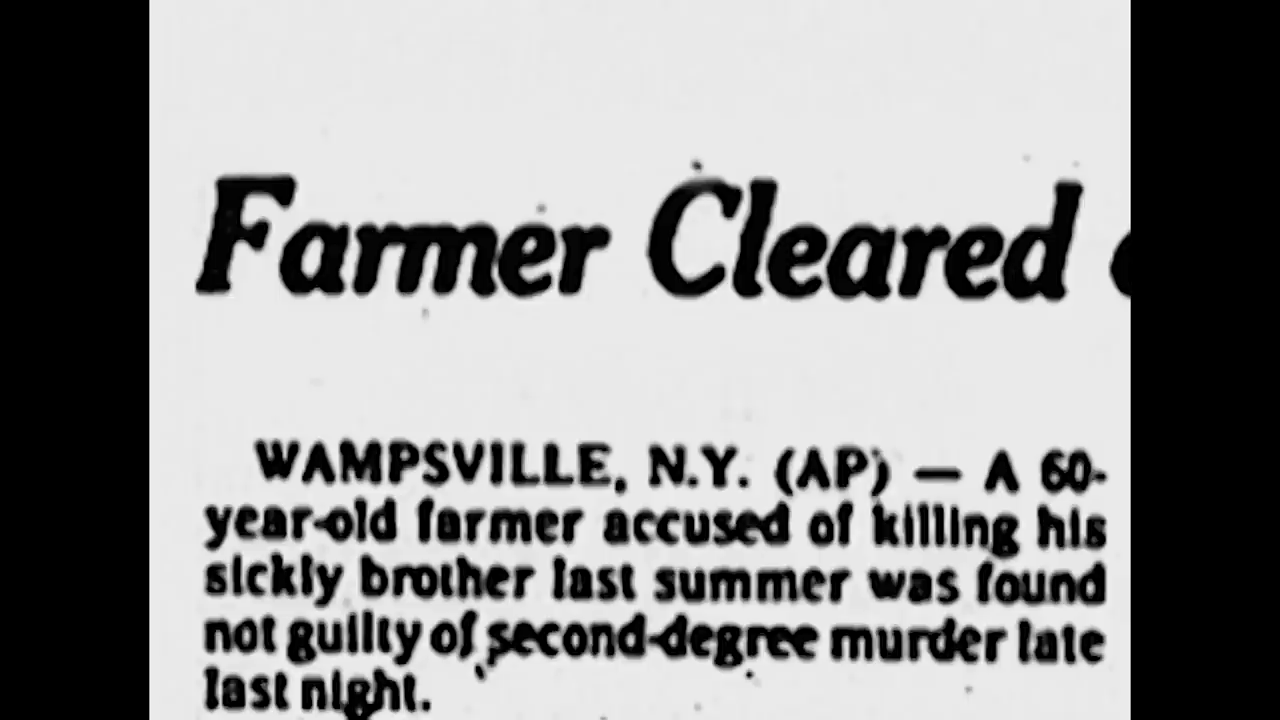 Farmer Cleared
WAMPSVILLE, N.Y. (AP) — A 60-
year-old farmer accused of killing his
sickly brother last summer was found
not guilty of second-degree murder late
last night.